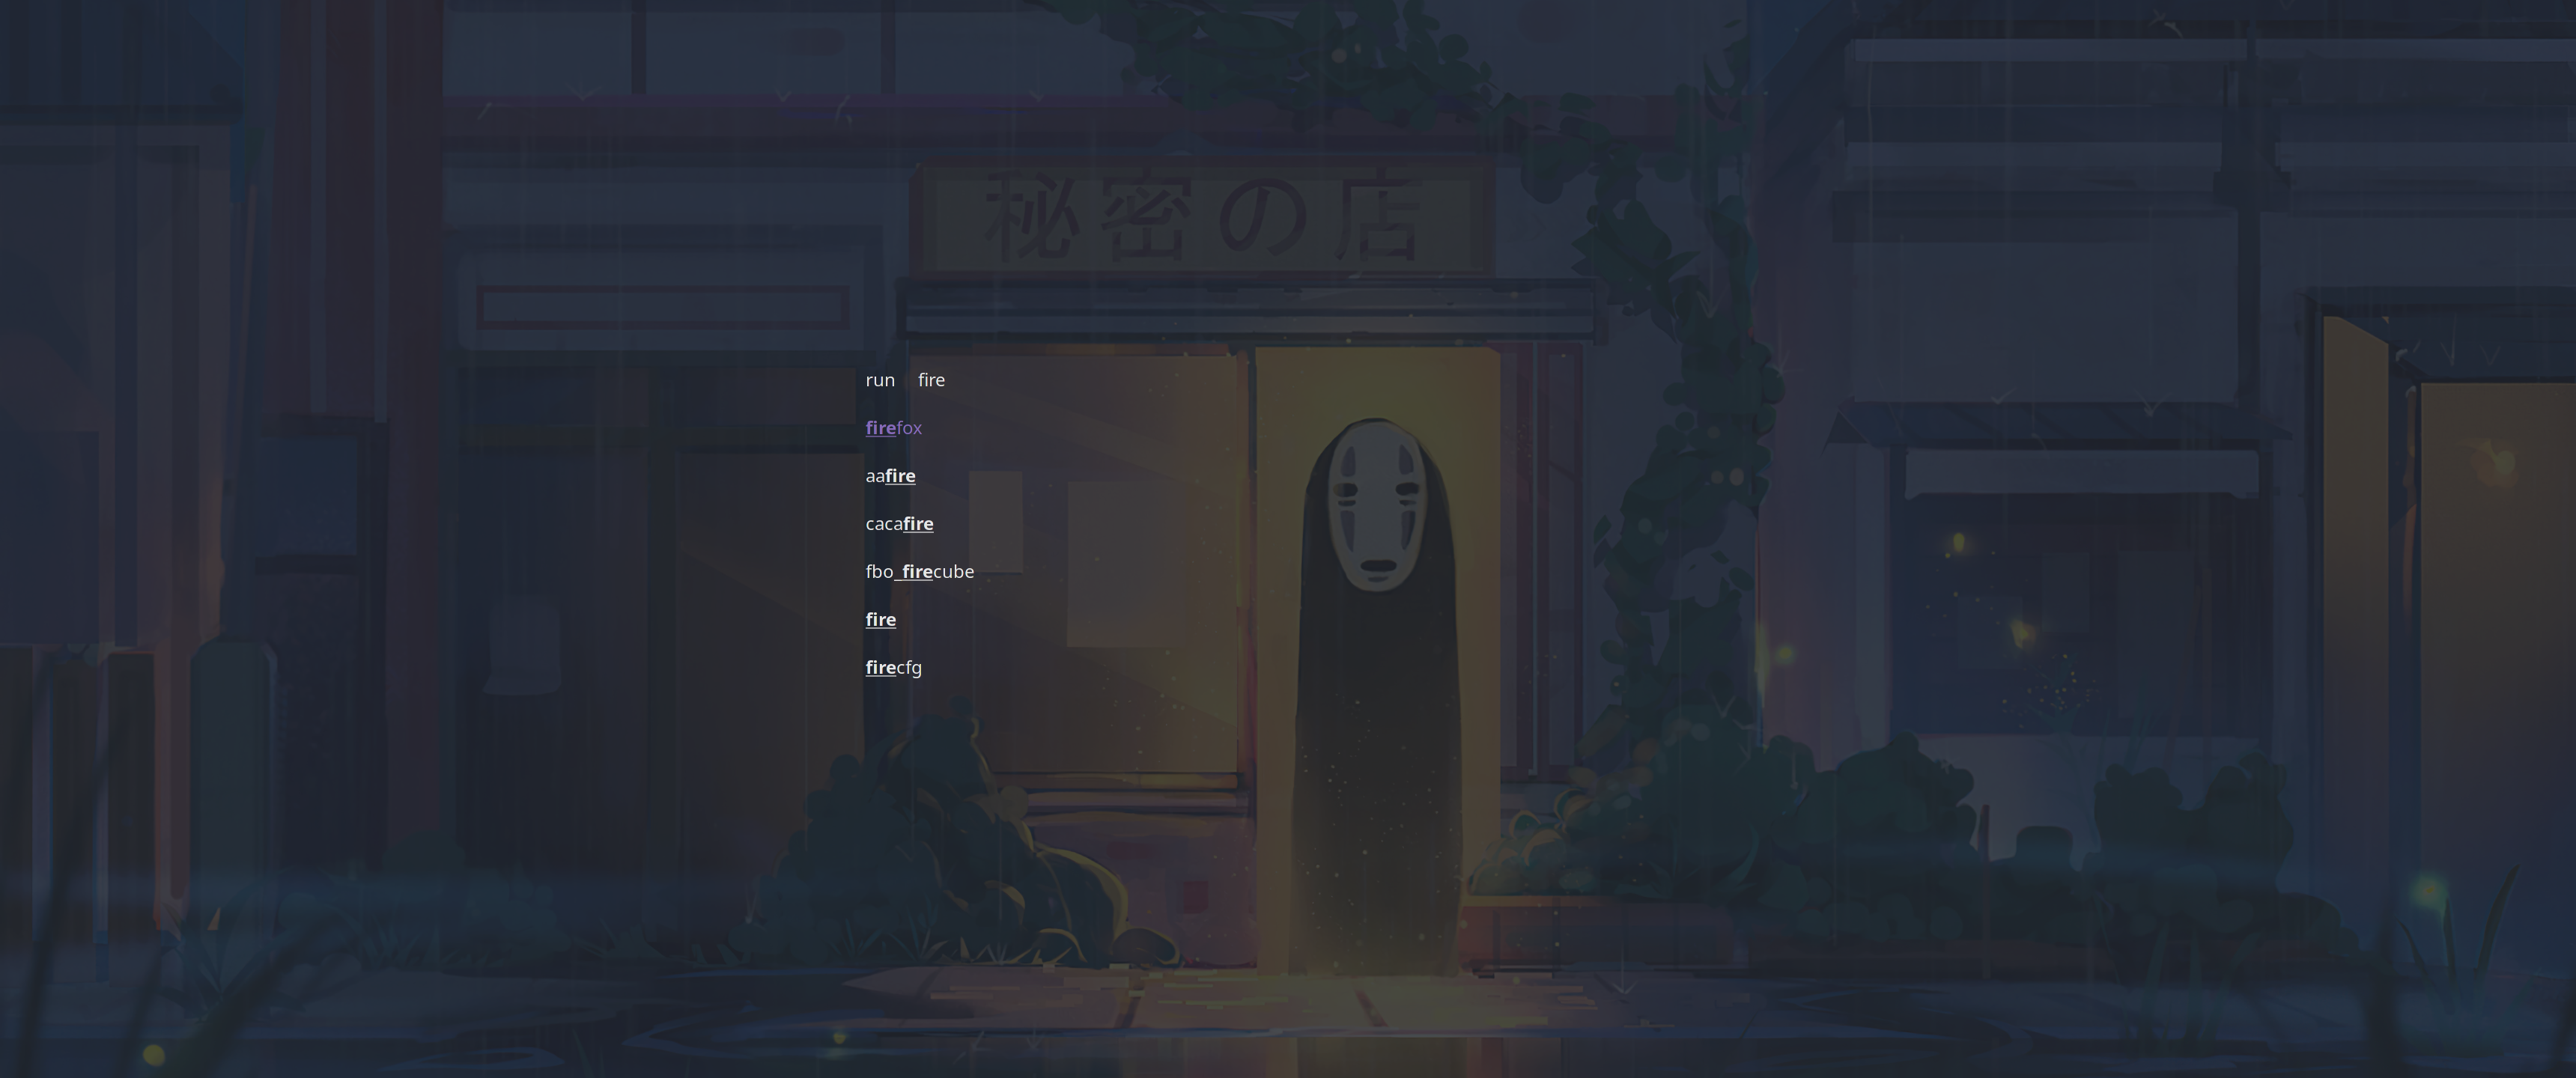 秘密の店
run fire
firefox
aafire
cacafire
fbo_firecube
fire
firecfg